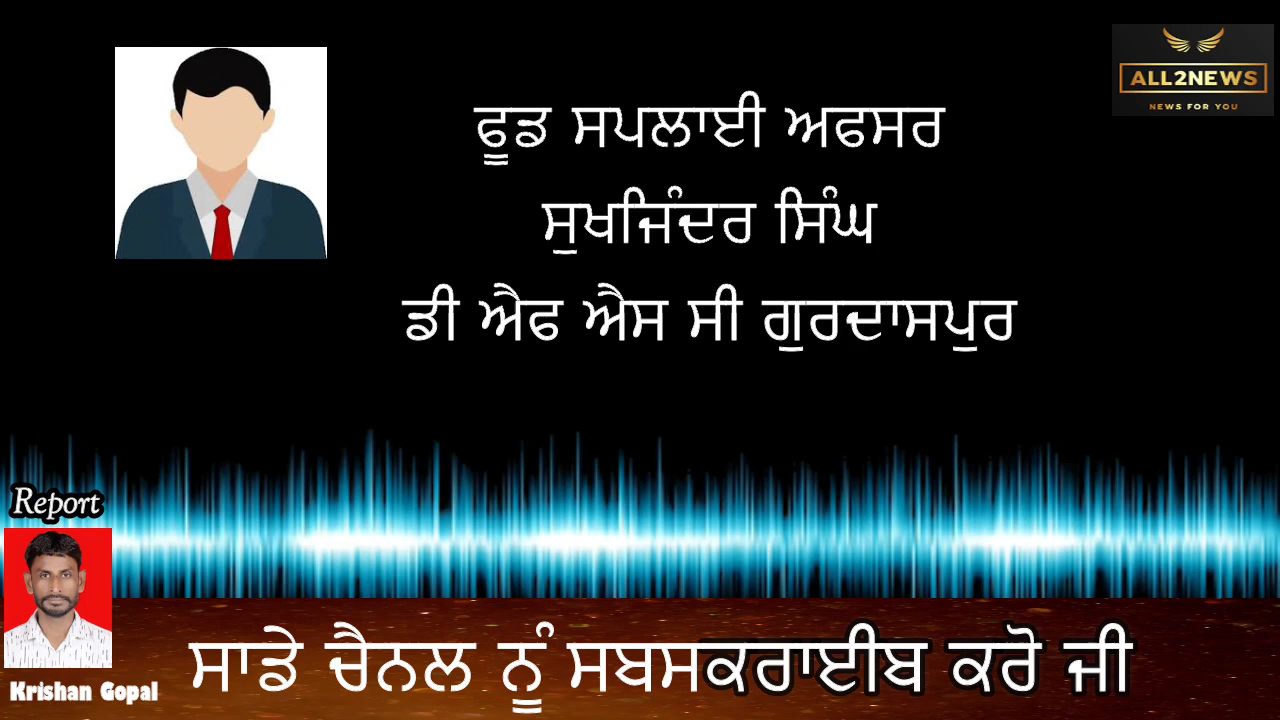 ALL2NEWS
NEWS FOR YOU
ਫੂਡ ਸਪਲਾਈ ਅਫਸਰ
ਸੁਖਜਿੰਦਰ ਸਿੰਘ
ਡੀ ਐਫ ਐਸ ਸੀ ਗੁਰਦਾਸਪੁਰ
Report
Krishan Gopal
ਸਾਡੇ ਚੈਨਲ ਨੂੰ ਸਬਸਕਰਾਈਬ ਕਰੋ ਜੀ